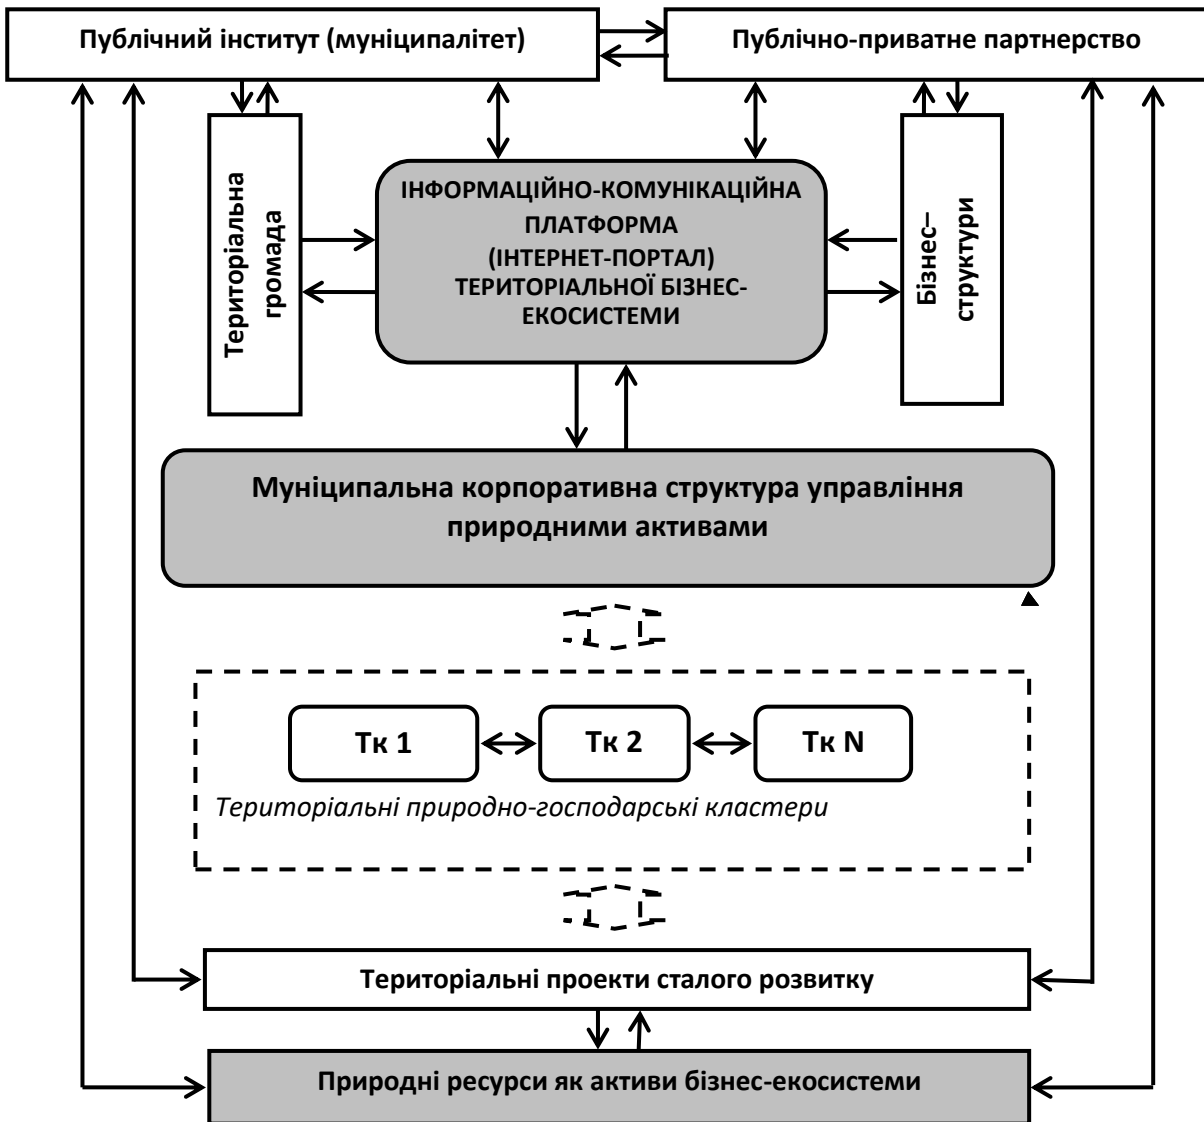 Публічний інститут (муніципалітет)
Публічно-приватне партнерство
Територіальна
громада
ІНФОРМАЦІЙНО-КОМУНІКАЦІЙНА
ПЛАТФОРМА
(ІНТЕРНЕТ-ПОРТАЛ)
ТЕРИТОРІАЛЬНОЇ БІЗНЕС-
ЕКОСИСТЕМИ
Бізнес–
структури
Муніципальна корпоративна структура управління
природними активами
Тк 1
Тк 2
Тк N
Територіальні природно-господарські кластери
Територіальні проекти сталого розвитку
Природні ресурси як активи бізнес-екосистеми